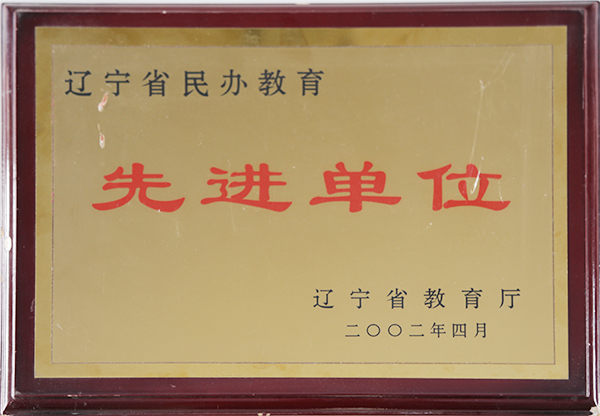 辽宁省民办教育
先进单位
辽宁省教育厅
二〇〇二年四月